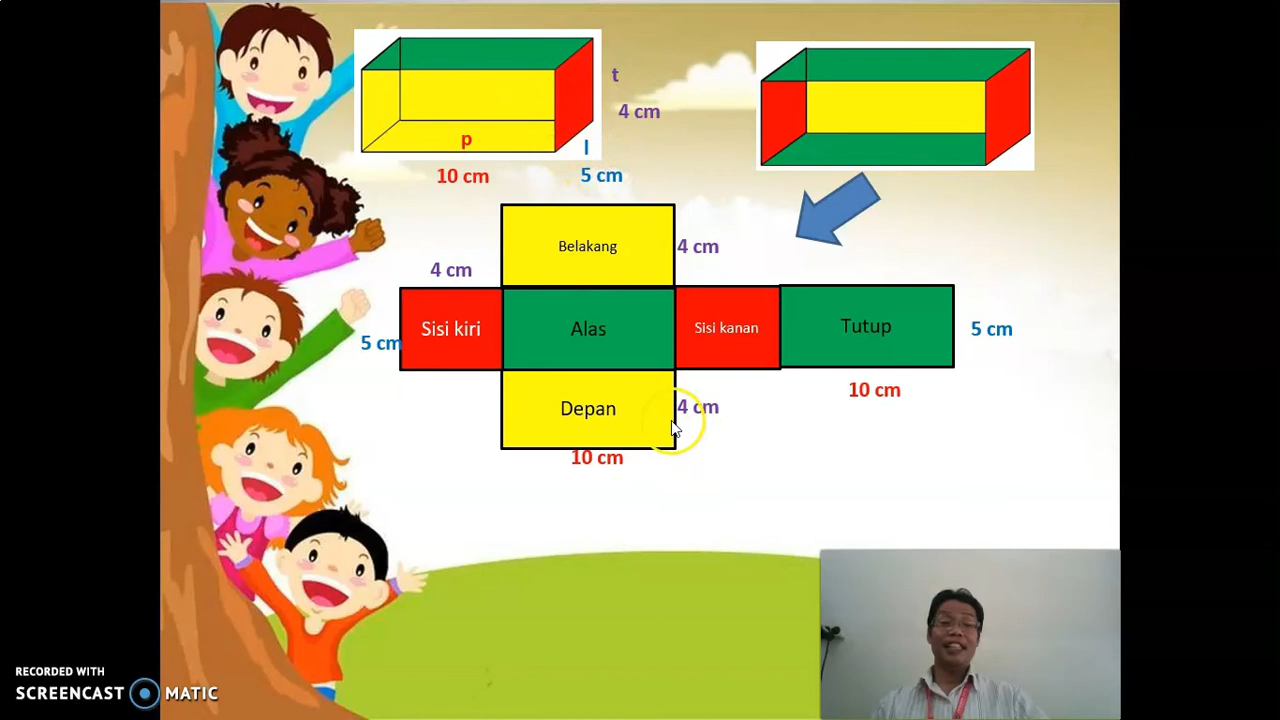 t
4 cm
p
l
10 cm
5 cm
Belakang
4 cm
4 cm
Sisi kiri
Alas
Sisi kanan
Tutup
5 cm
5 cm
10 cm
Depan
4 cm
10 cm
RECORDED WITH
SCREENCAST MATIC